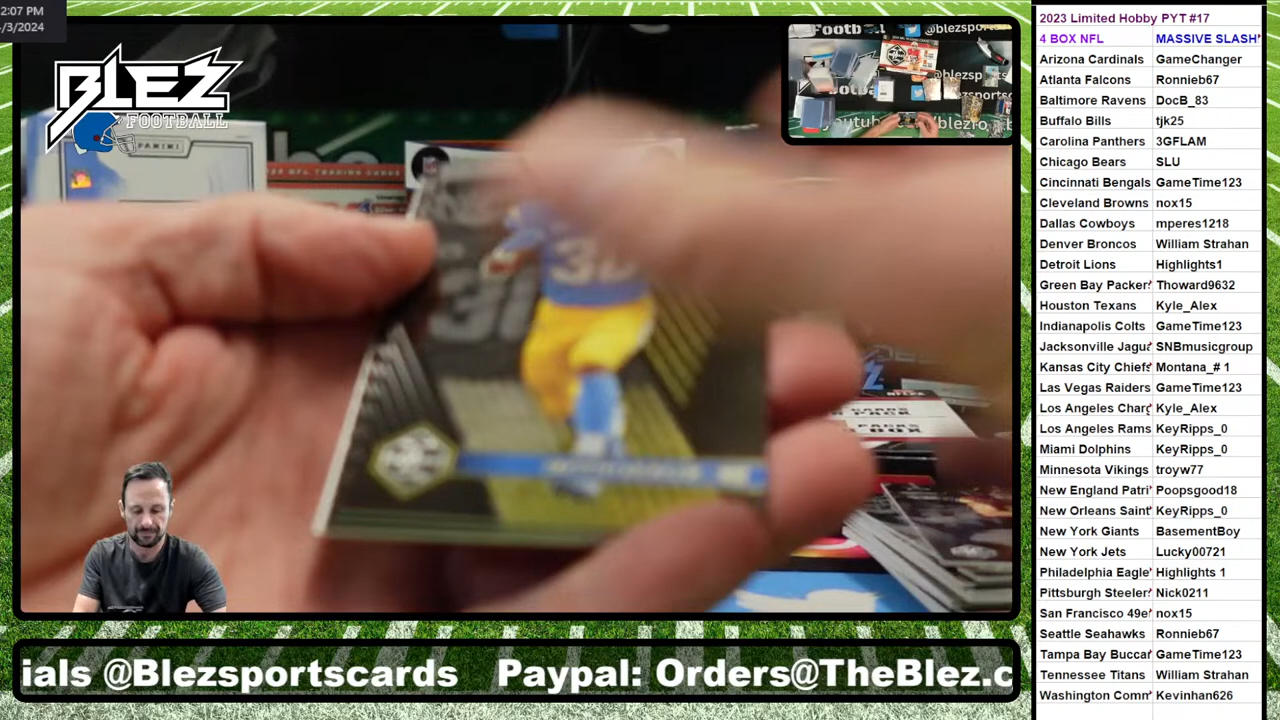 2:07 PM
/3/2024
BLEZ
FOOTBALL
PANINI
TRADING CARDS
30
30
2023 Limited Hobby PYT #17
4 BOX NFL MASSIVE SLASH
Arizona Cardinals GameChanger
Atlanta Falcons Ronnieb67
Baltimore Ravens DocB_83
Buffalo Bills tjk25
Carolina Panthers 3GFLAM
Chicago Bears SLU
Cincinnati Bengals GameTime123
Cleveland Browns nox15
Dallas Cowboys mperes1218
Denver Broncos William Strahan
Detroit Lions Highlights1
Green Bay Packer Thoward9632
Houston Texans Kyle_Alex
Indianapolis Colts GameTime123
Jacksonville Jagua SNBmusicgroup
Kansas City Chiefs Montana_# 1
Las Vegas Raiders GameTime123
Los Angeles Charg Kyle_Alex
Los Angeles Rams KeyRipps_0
Miami Dolphins KeyRipps_0
Minnesota Vikings troyw77
New England Patri Poopsgood18
New Orleans Saint KeyRipps_0
New York Giants BasementBoy
New York Jets Lucky00721
Philadelphia Eagle Highlights 1
Pittsburgh Steeler Nick0211
San Francisco 49e nox15
Seattle Seahawks Ronnieb67
Tampa Bay Buccar GameTime123
Tennessee Titans William Strahan
Washington Comm Kevinhan626
ials @Blezsportscards Paypal: Orders@TheBlez.c